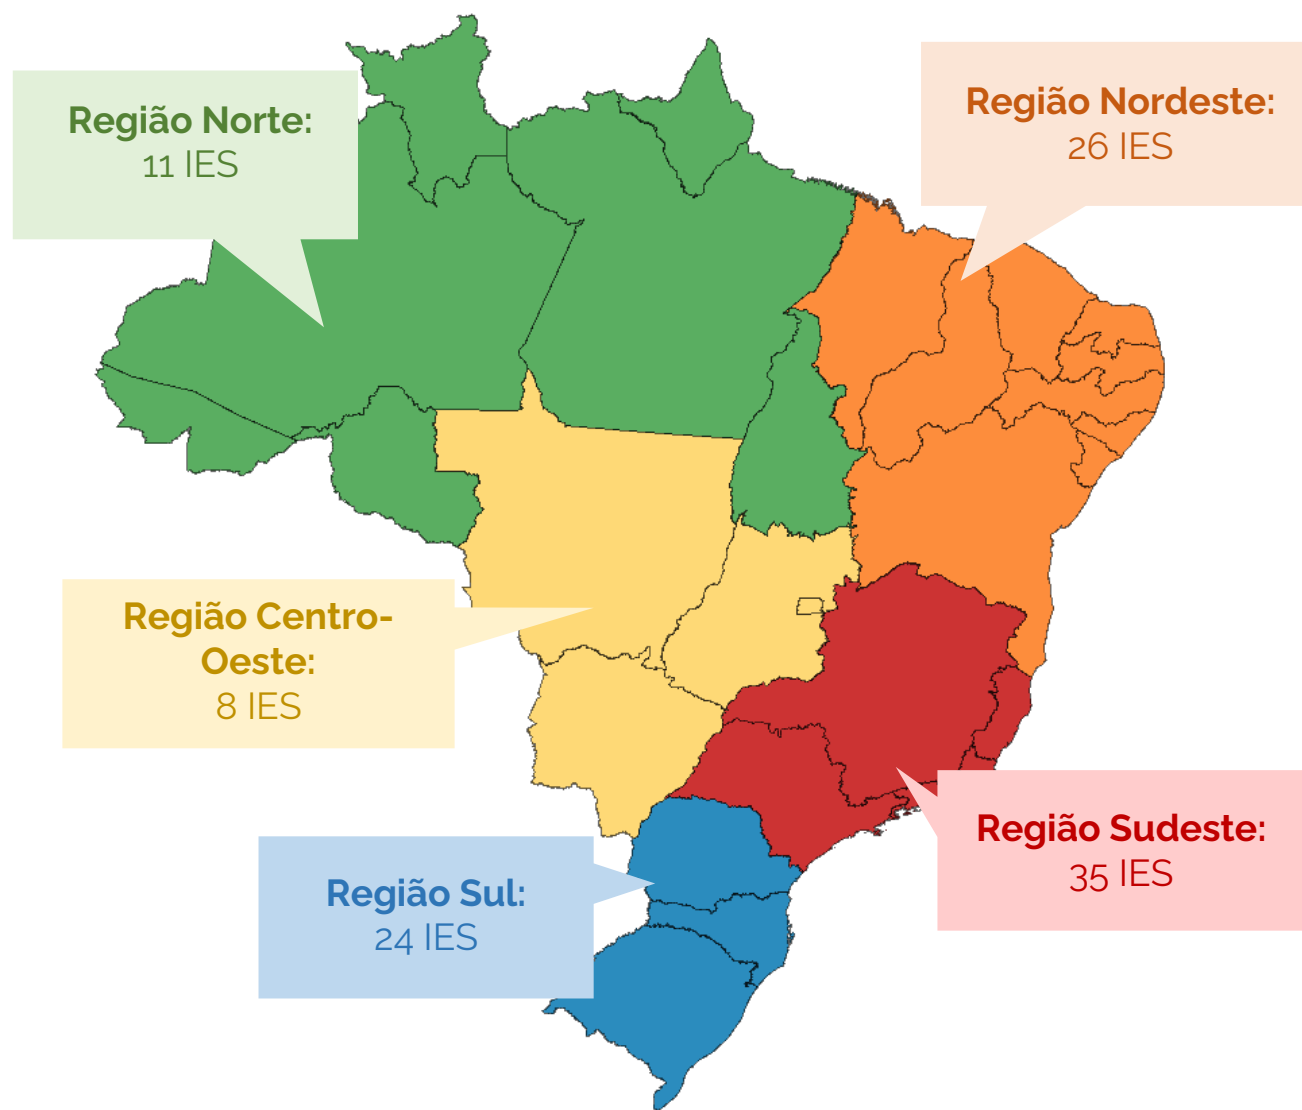 Região Norte:
11 IES
Região Nordeste:
26 IES
Região Centro-
Oeste:
8 IES
Região Sudeste:
35 IES
Região Sul:
24 IES